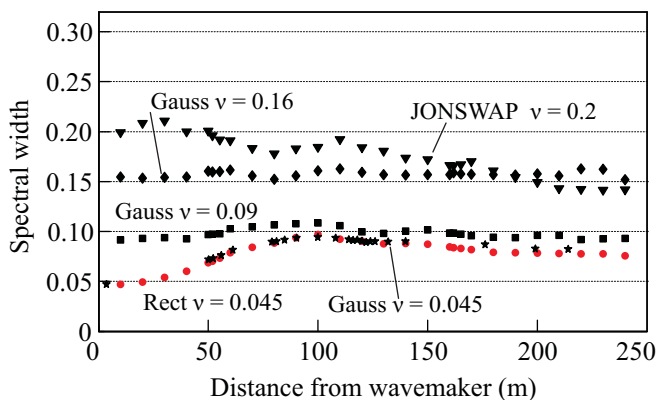 0.30
0.25
Gauss ν = 0.16
JONSWAP ν = 0.2
0.20
Spectral width
0.15
Gauss ν = 0.09
0.10
0.05
Rect ν = 0.045
Gauss ν = 0.045
0 50 100 150 200 250
Distance from wavemaker (m)